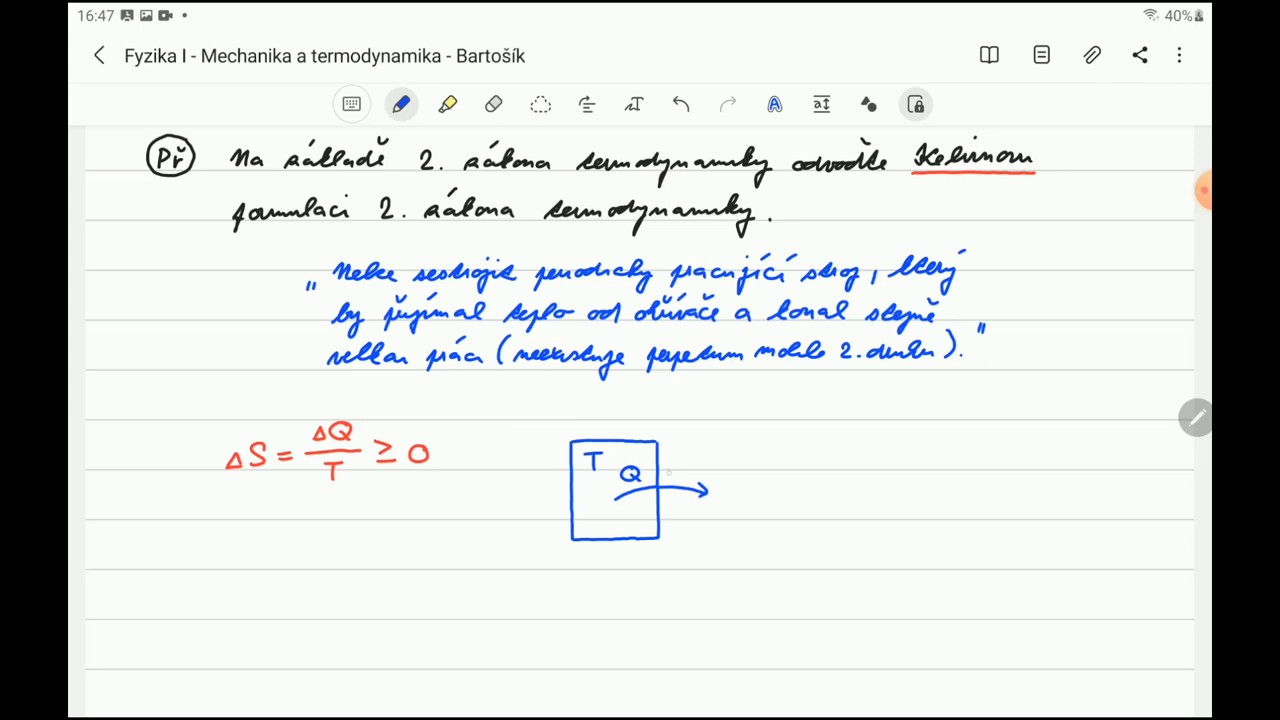 16:47
40%
Fyzika I - Mechanika a termodynamika - Bartošík
Př Na základě 2. zákona termodynamiky odvoďte Kelvinovu
formulaci 2. zákona termodynamiky.
"Nelze sestrojit periodicky pracující stroj, který
by přijímal teplo od ohřívače a konal stejně
velkou práci (neexistuje perpetuum mobile 2. druhu)."
ΔS = ΔQ/T ≥ 0
T
Q